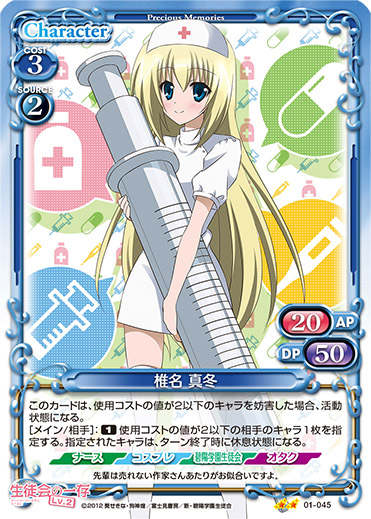 Precious Memories
Character
COST
3
SOURCE
2
20 AP
DP 50
椎名 真冬
このカードは、使用コストの値が2以下のキャラを妨害した場合、活動
状態になる。
[メイン/相手]:1 使用コストの値が2以下の相手のキャラ1枚を指
定する。指定されたキャラは、ターン終了時に休息状態になる。
ナース コスプレ 碧陽学園生徒会 オタク
先輩は売れない作家さんあたりがお似合いですよ。
生徒会の一存
Lv.2
©2012 葵せきな・狗神煌/富士見書房/新・碧陽学園生徒会
01-045